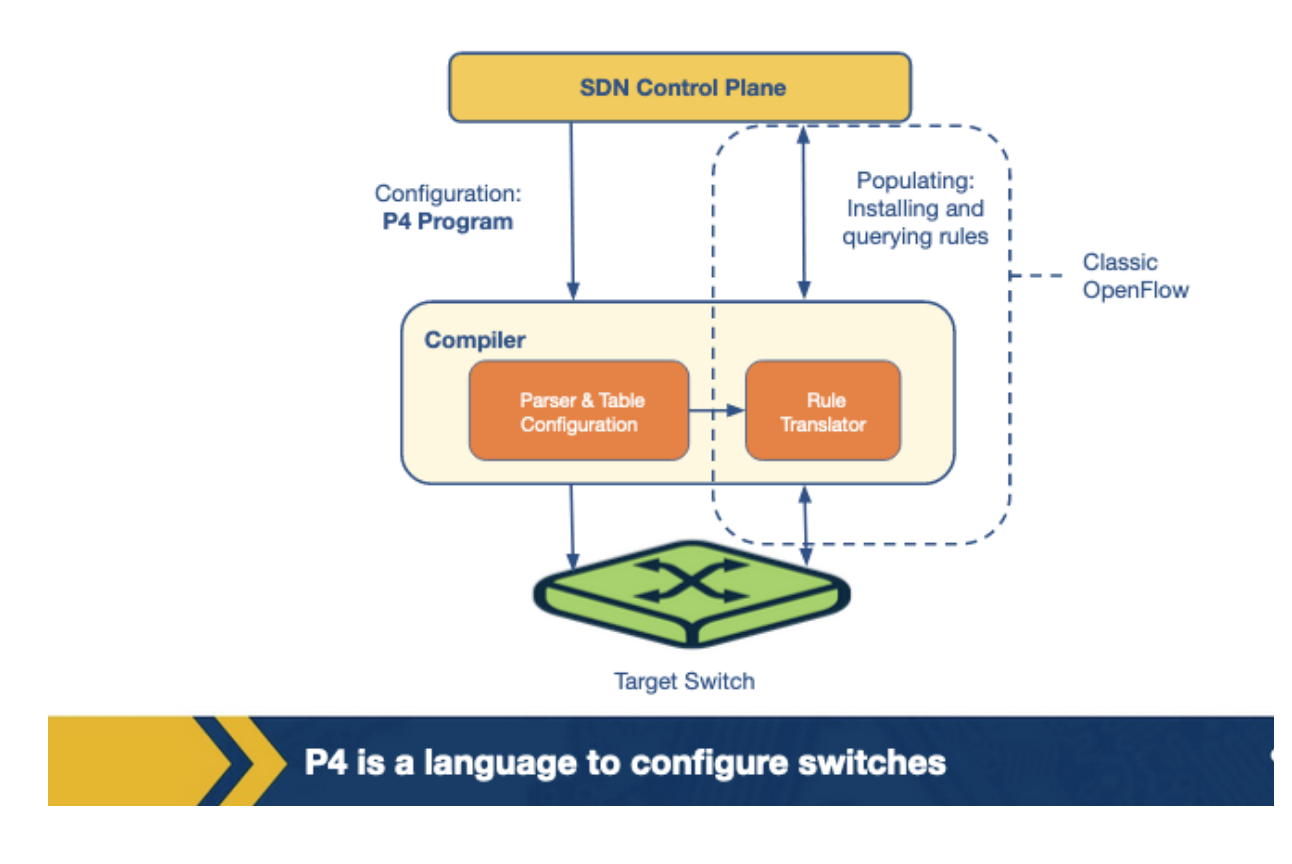 SDN Control Plane
Configuration:
P4 Program
Populating:
Installing and
querying rules
Classic
OpenFlow
Compiler
Parser & Table
Configuration
Rule
Translator
Target Switch
P4 is a language to configure switches